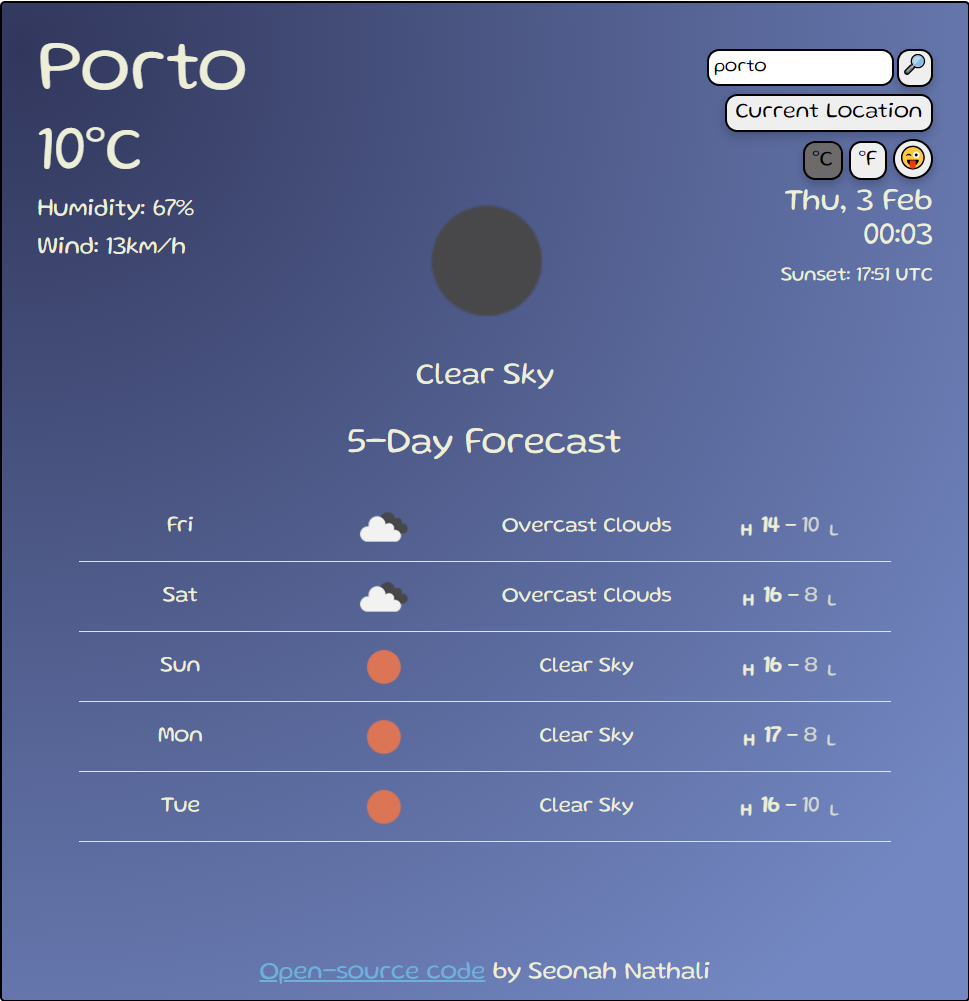 Porto
10°C
Humidity: 67%
Wind: 13km/h
porto
Current Location
°C °F
Thu, 3 Feb
00:03
Sunset: 17:51 UTC
Clear Sky
5-Day Forecast
Fri Overcast Clouds H 14 - 10 L
Sat Overcast Clouds H 16 - 8 L
Sun Clear Sky H 16 - 8 L
Mon Clear Sky H 17 - 8 L
Tue Clear Sky H 16 - 10 L
Open-source code by Seonah Nathali